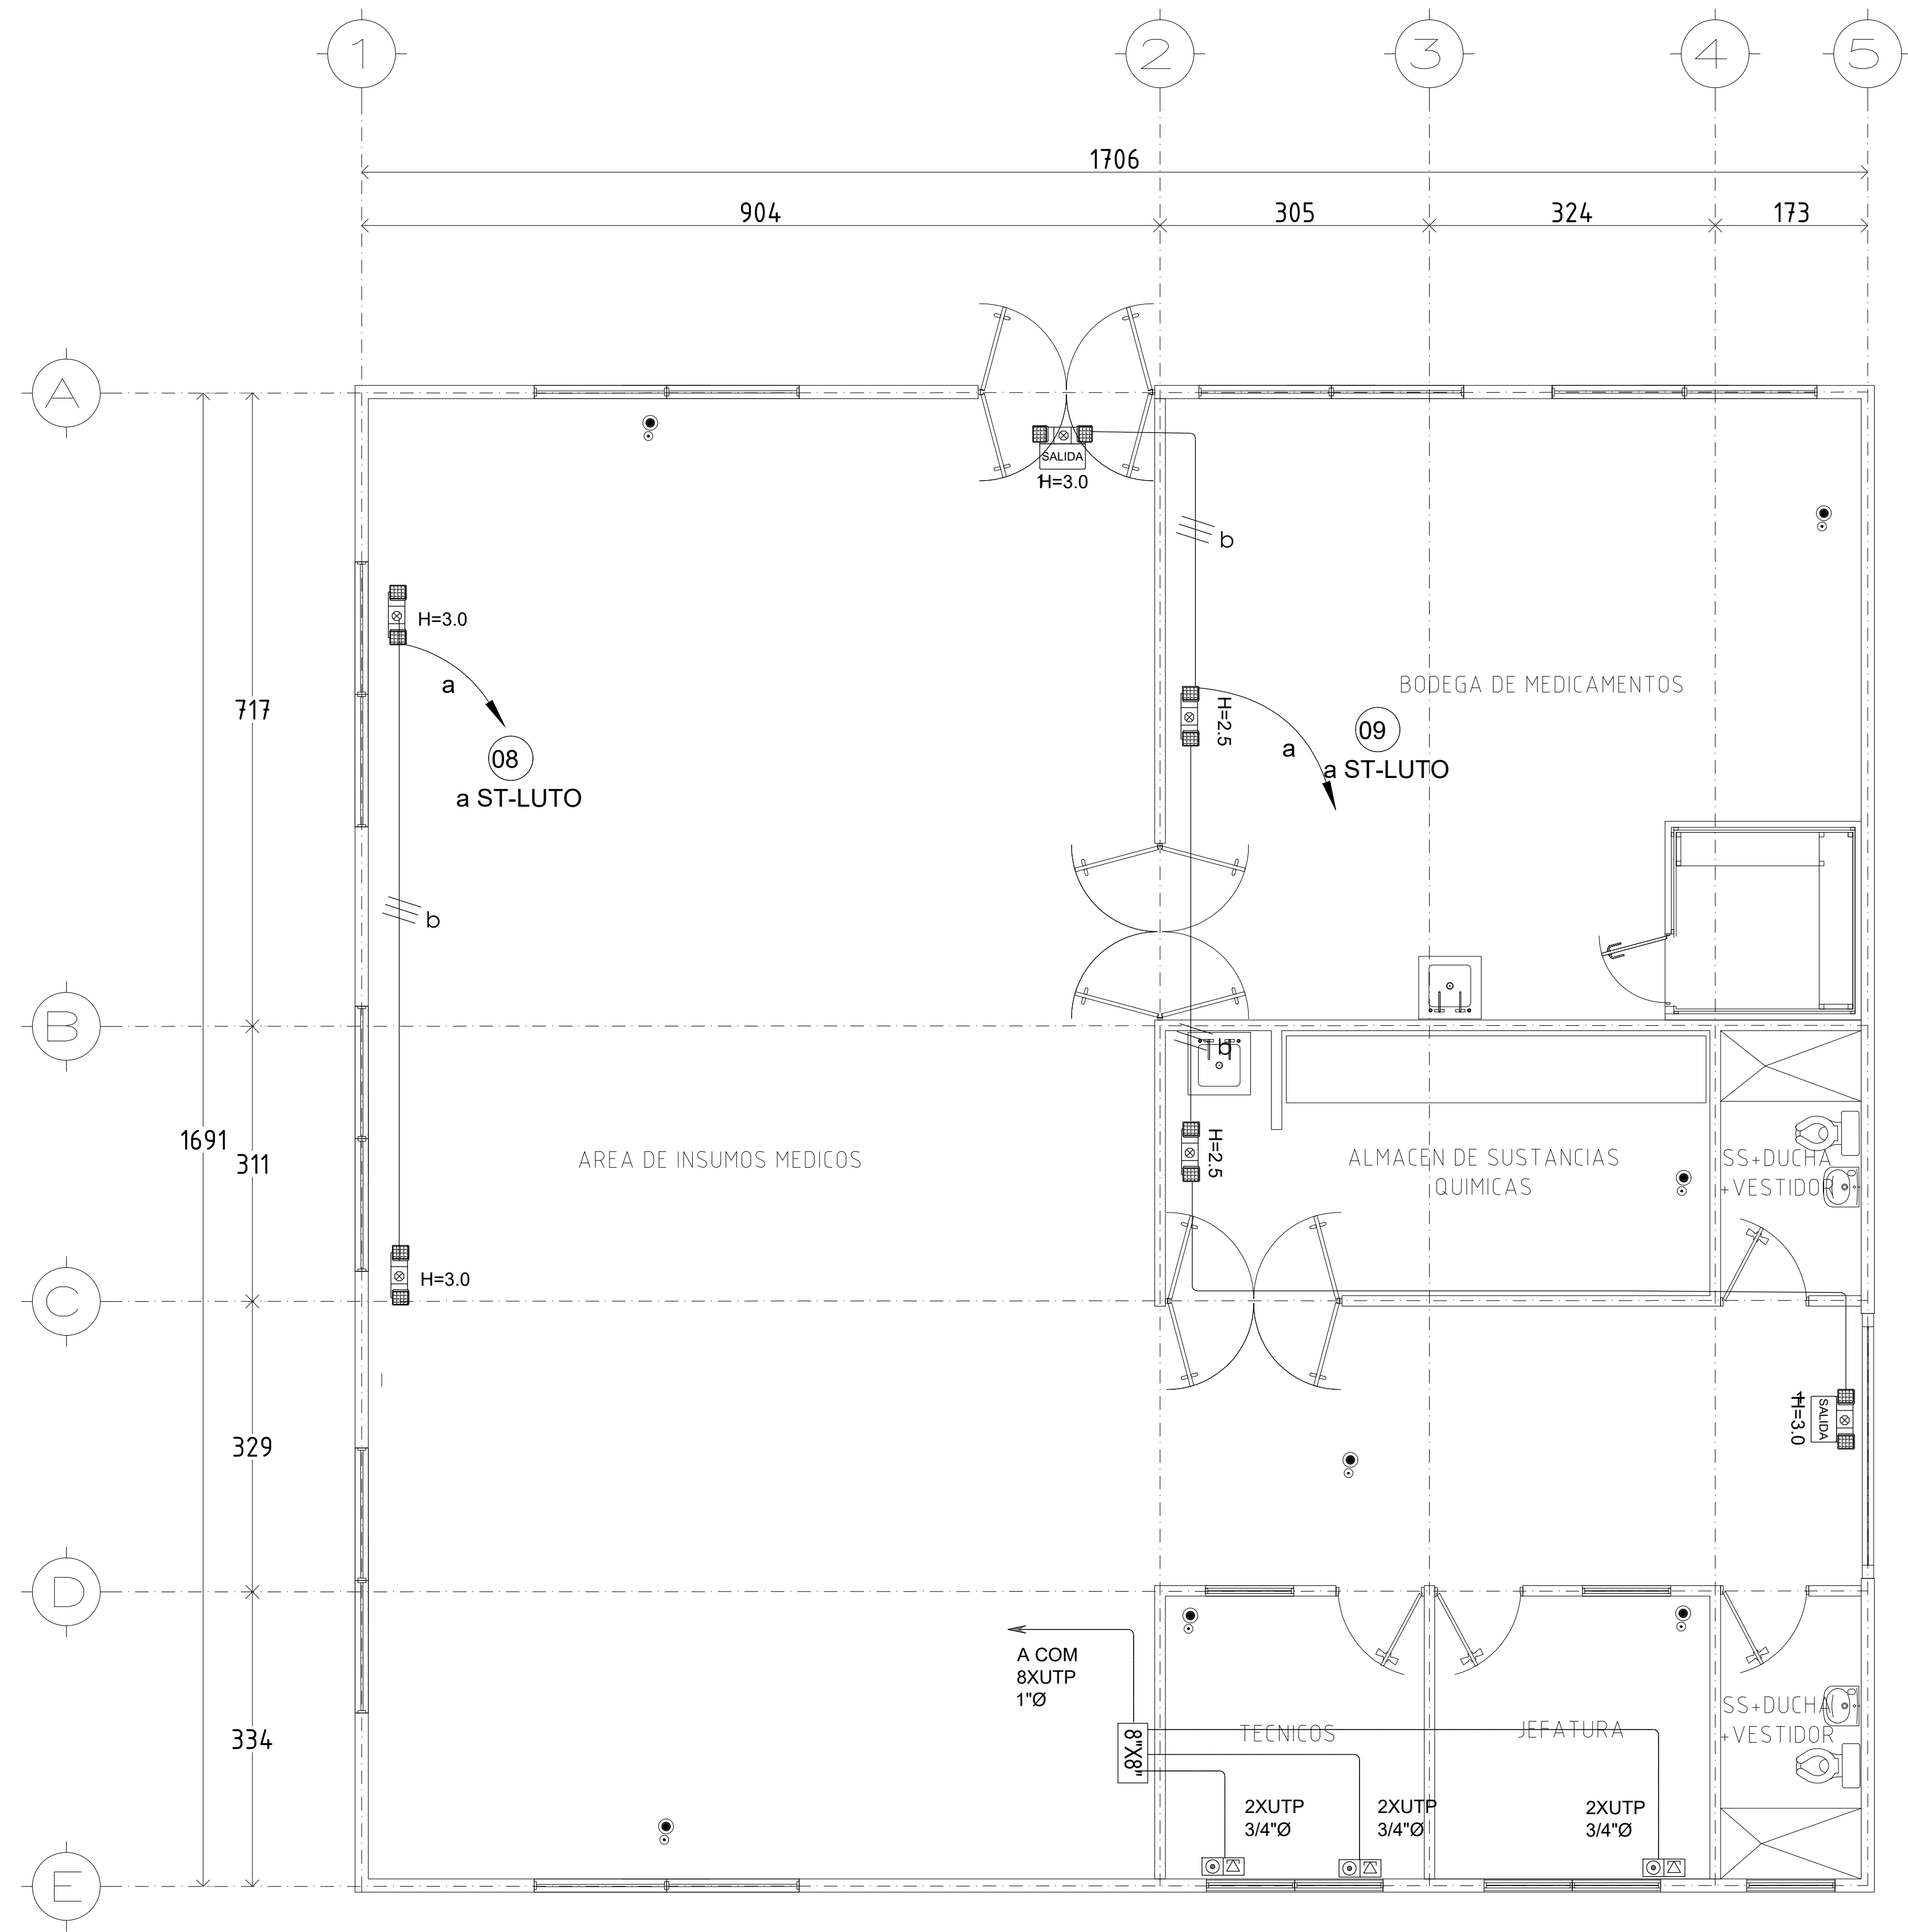 1 2 3 4 5
1706
904 305 324 173
A
SALIDA
1H=3.0
b
H=3.0
a
717
H=2.5
BODEGA DE MEDICAMENTOS
09
a
a ST-LUTO
08
a ST-LUTO
b
B
b
1691
311
AREA DE INSUMOS MEDICOS
H=2.5
ALMACEN DE SUSTANCIAS
QUIMICAS
SS+DUCHA
+VESTIDOR
H=3.0
C
1H=3.0
SALIDA
329
D
A COM
8XUTP
1"Ø
334
8"X8"
TECNICOS
JEFATURA
SS+DUCHA
+VESTIDOR
2XUTP
3/4"Ø
2XUTP
3/4"Ø
2XUTP
3/4"Ø
E